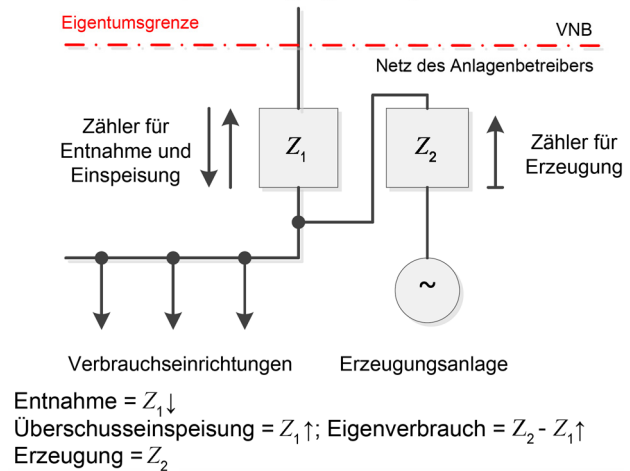 Eigentumsgrenze
VNB
Netz des Anlagenbetreibers
Zähler für
Entnahme und
Einspeisung
Z₁
Z₂
Zähler für
Erzeugung
~
Verbrauchseinrichtungen
Erzeugungsanlage
Entnahme = Z₁↓
Überschusseinspeisung = Z₁↑; Eigenverbrauch = Z₂ - Z₁↑
Erzeugung = Z₂